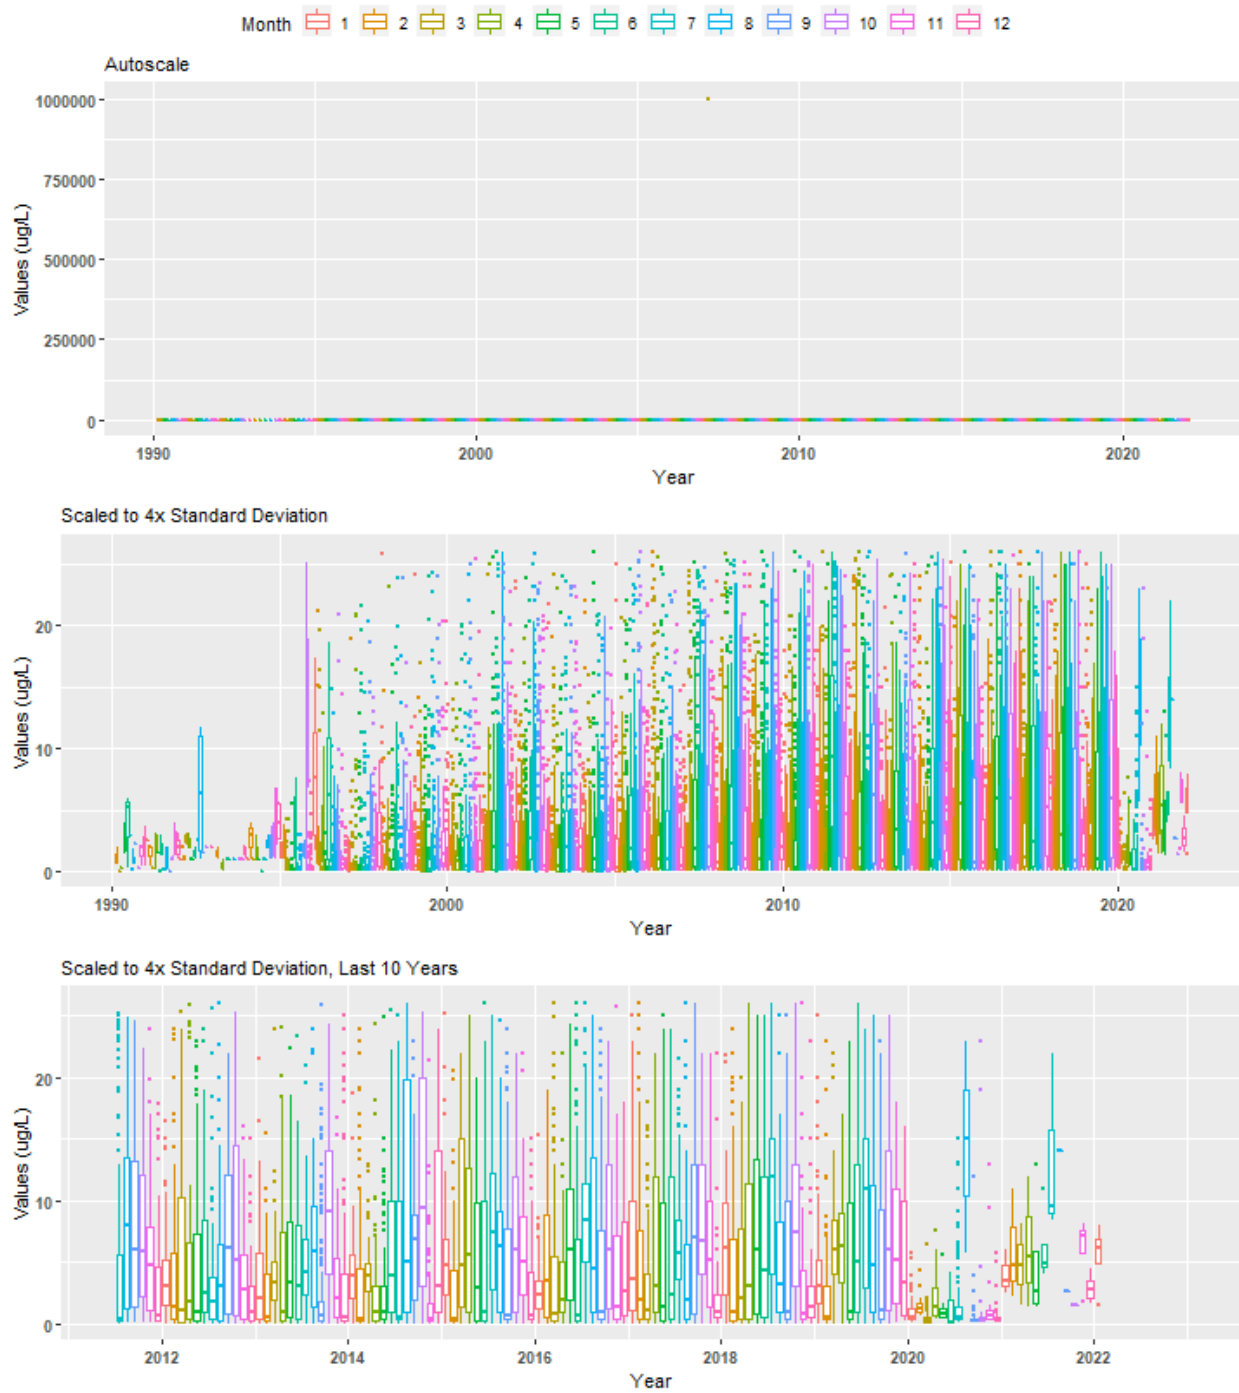 Month 1 2 3 4 5 6 7 8 9 10 11 12
Autoscale
1000000
750000
500000
250000
0
Values (ug/L)
1990 2000 2010 2020
Year
Scaled to 4x Standard Deviation
20
10
0
Values (ug/L)
1990 2000 2010 2020
Year
Scaled to 4x Standard Deviation, Last 10 Years
20
10
0
Values (ug/L)
2012 2014 2016 2018 2020 2022
Year